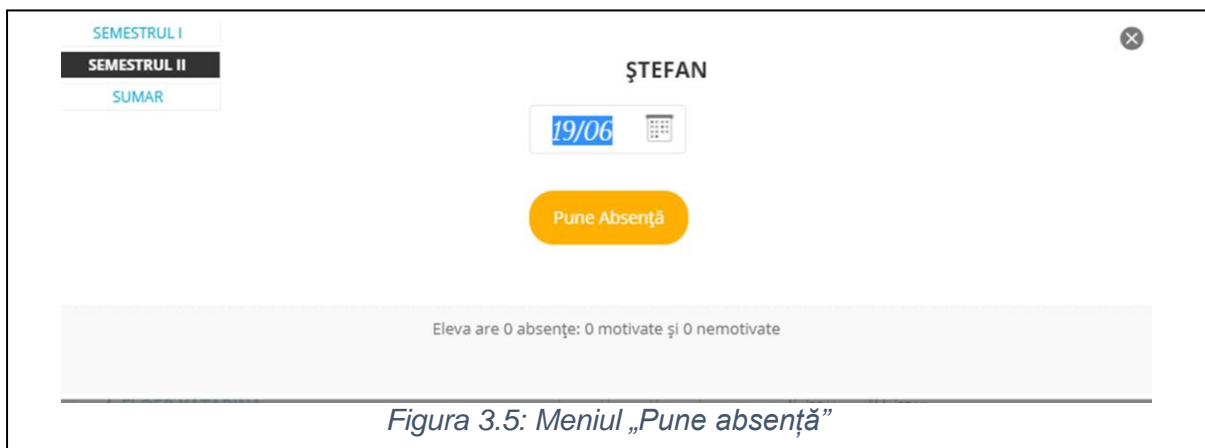 SEMESTRUL I
SEMESTRUL II
SUMAR
ŞTEFAN
19/06
Pune Absenţă
Eleva are 0 absenţe: 0 motivate şi 0 nemotivate
Figura 3.5: Meniul „Pune absență”